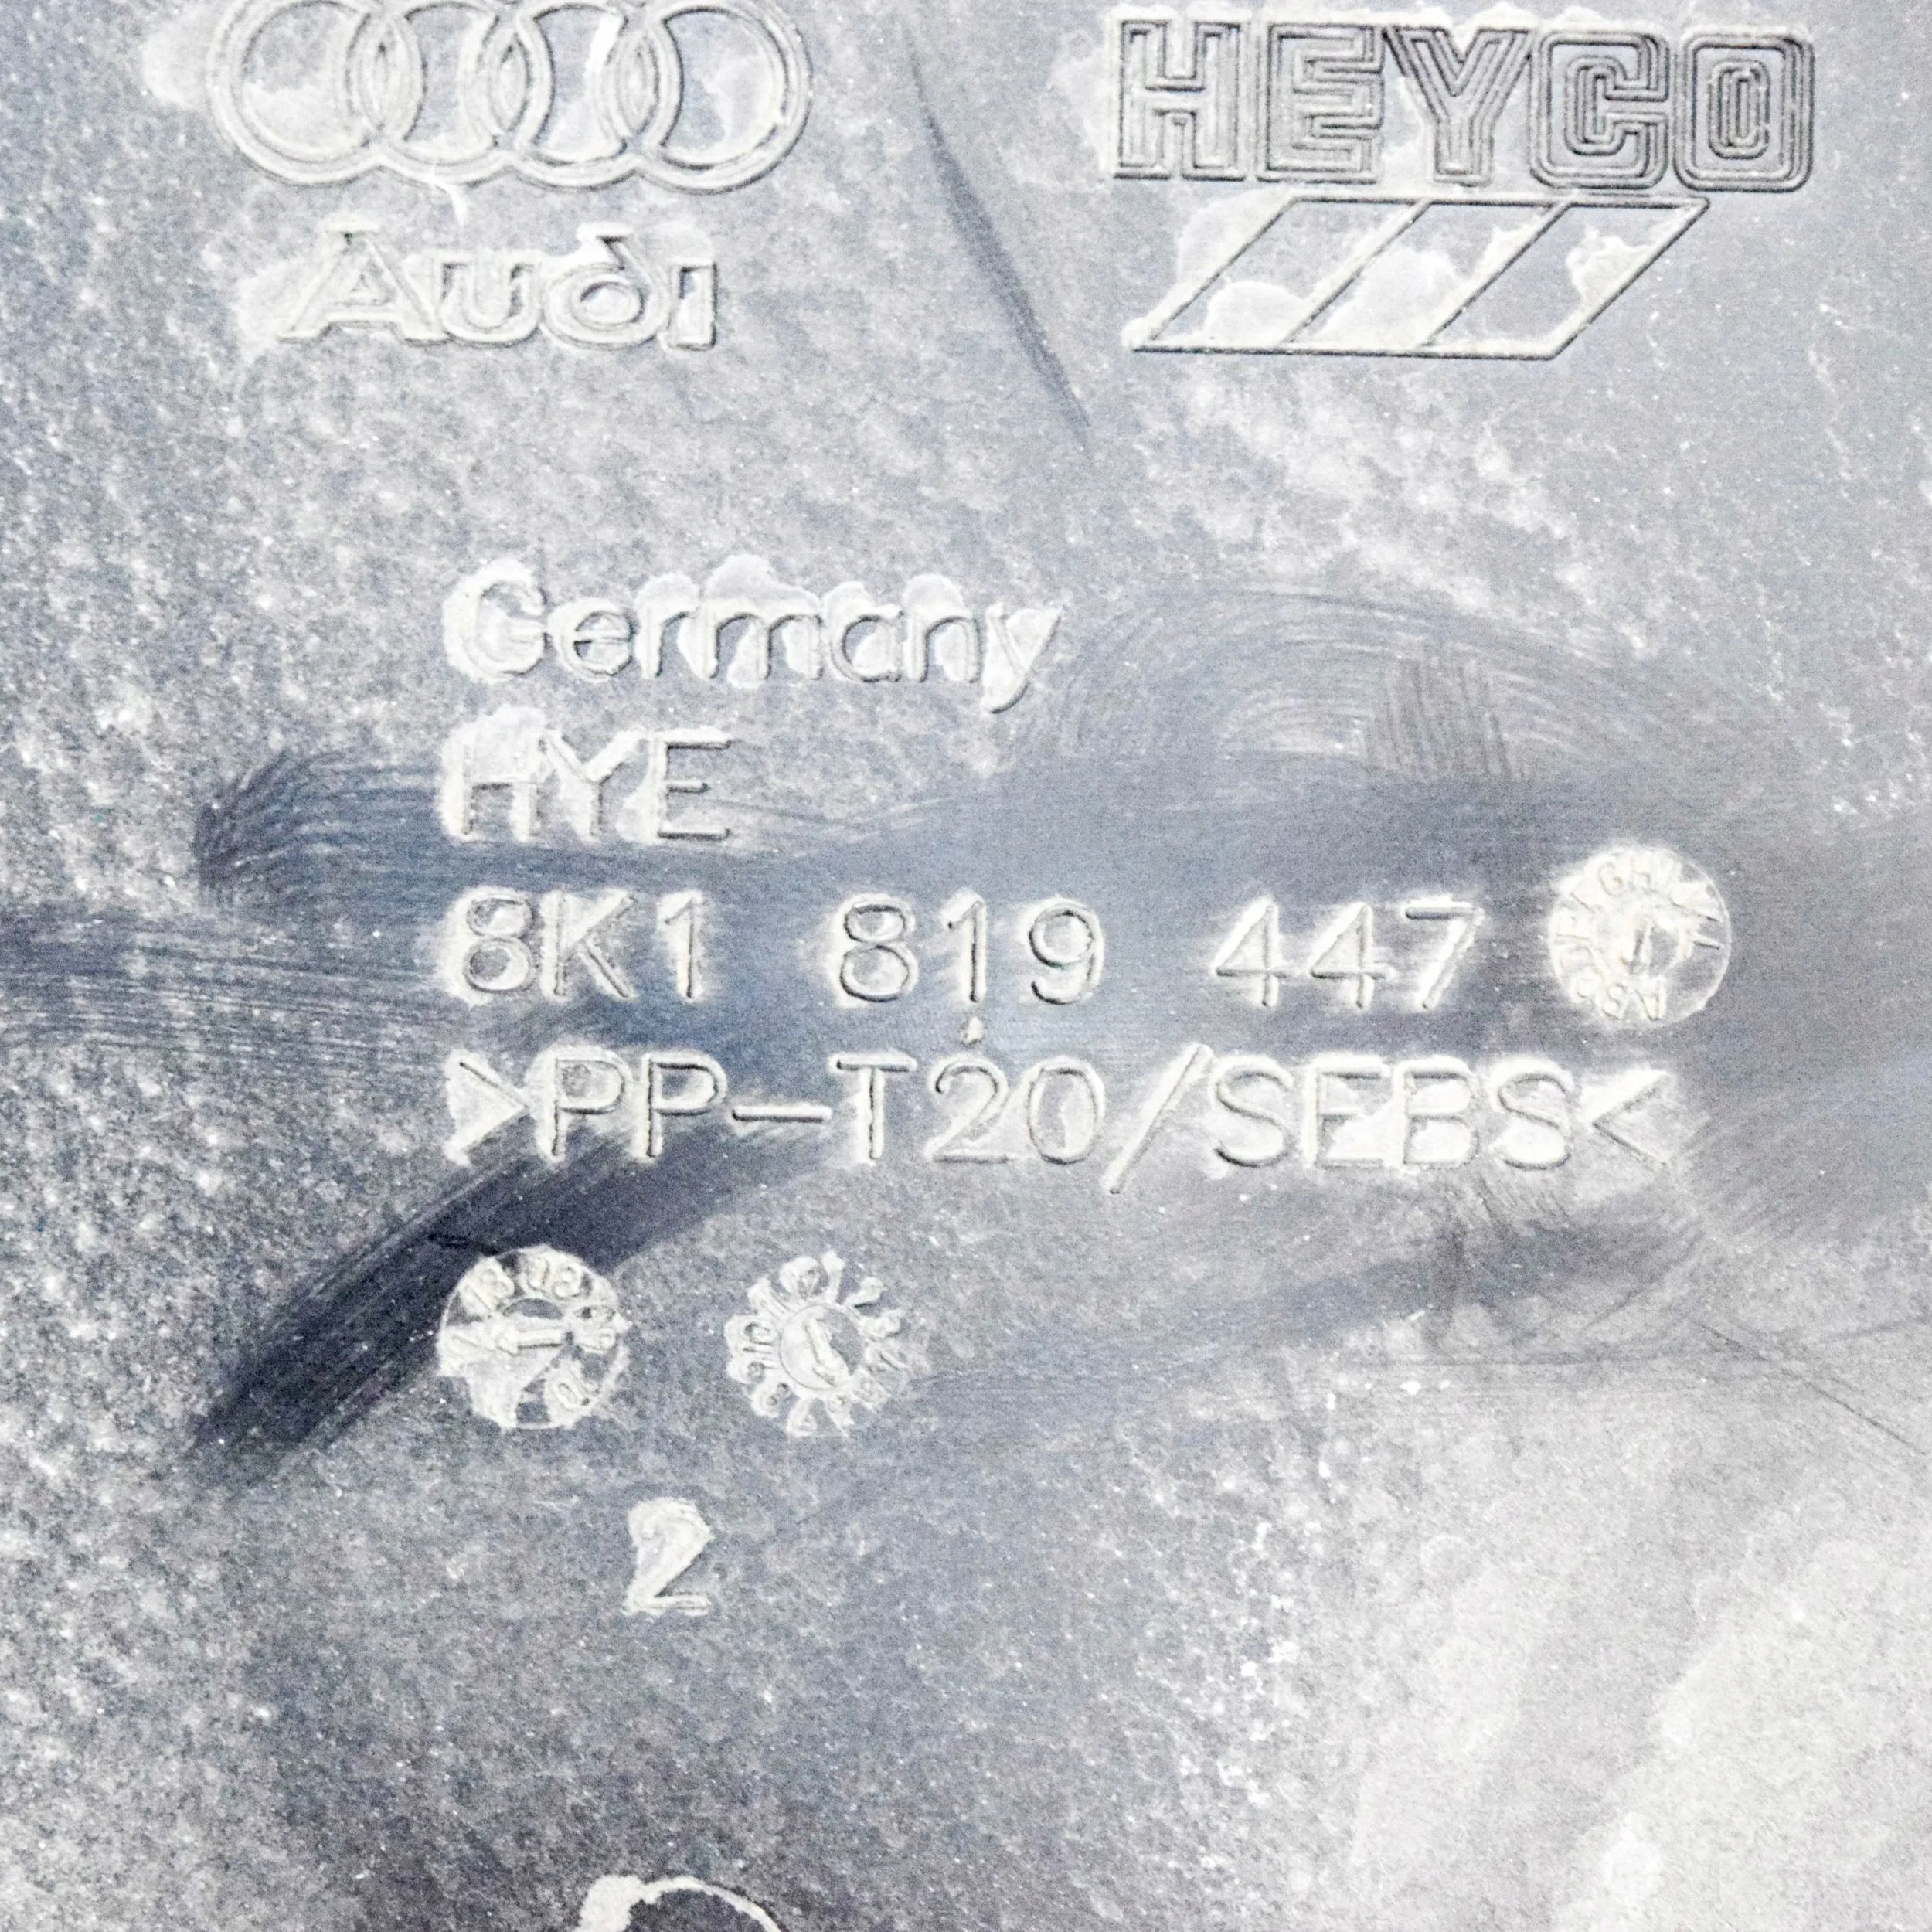 HEYCO
Audi
Germany
HYE
8K1 819 447
>PP-T20/SEBS<
2